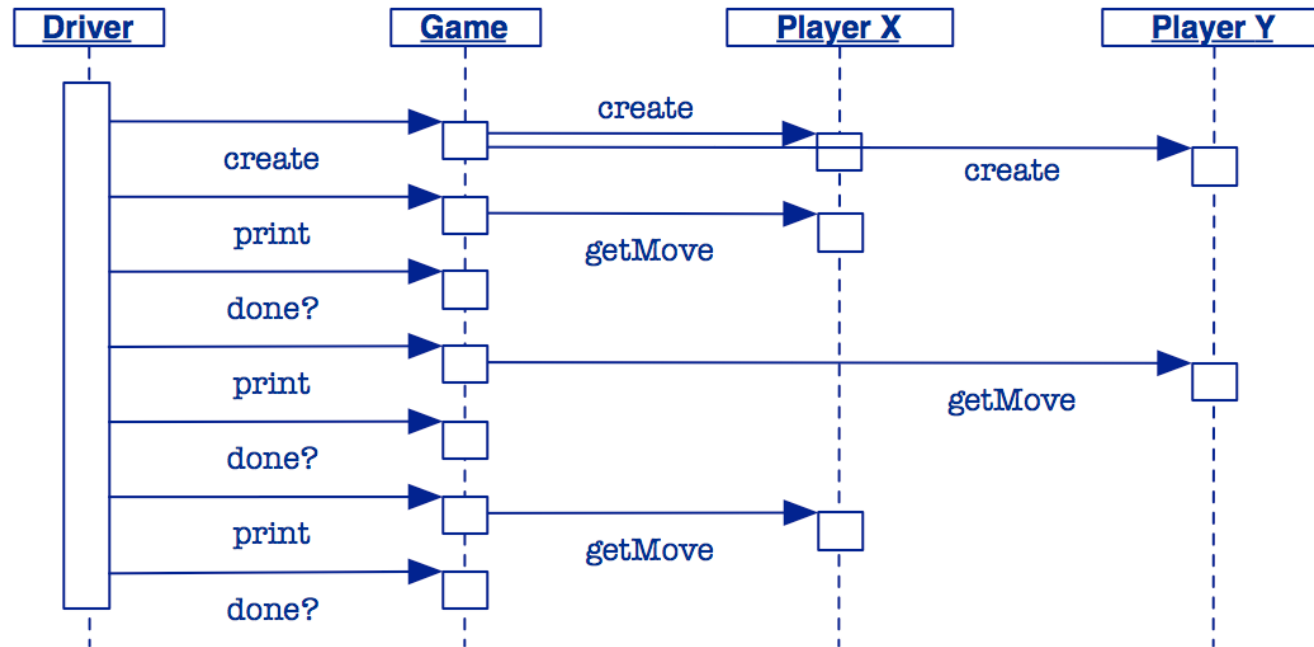 Driver
Game
Player X
Player Y
create
create
create
print
getMove
done?
print
getMove
done?
print
getMove
done?